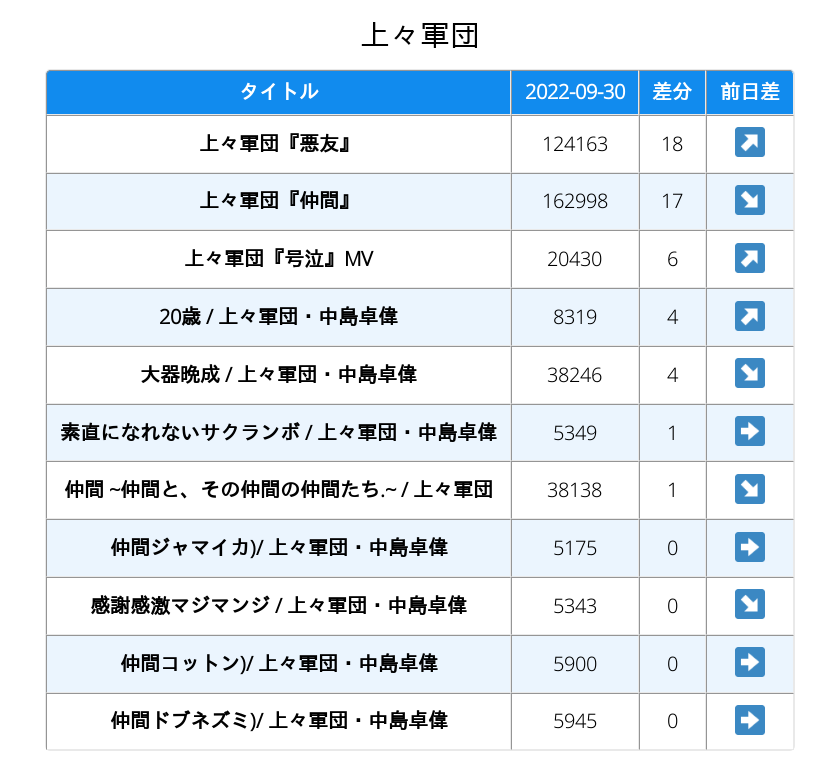 上々軍団
タイトル 2022-09-30 差分 前日差
上々軍団『悪友』 124163 18 ↗
上々軍団『仲間』 162998 17 ↘
上々軍団『号泣』MV 20430 6 ↗
20歳 / 上々軍団・中島卓偉 8319 4 ↗
大器晩成 / 上々軍団・中島卓偉 38246 4 ↘
素直になれないサクランボ / 上々軍団・中島卓偉 5349 1 ➡
仲間 ~仲間と、その仲間の仲間たち.~ / 上々軍団 38138 1 ↘
仲間ジャマイカ)/ 上々軍団・中島卓偉 5175 0 ➡
感謝感激マジマンジ / 上々軍団・中島卓偉 5343 0 ↘
仲間コットン)/ 上々軍団・中島卓偉 5900 0 ➡
仲間ドブネズミ)/ 上々軍団・中島卓偉 5945 0 ➡